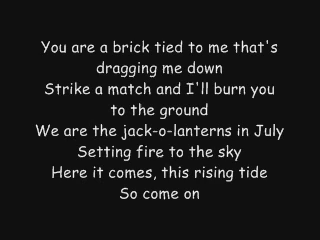 You are a brick tied to me that's
dragging me down
Strike a match and I'll burn you
to the ground
We are the jack-o-lanterns in July
Setting fire to the sky
Here it comes, this rising tide
So come on